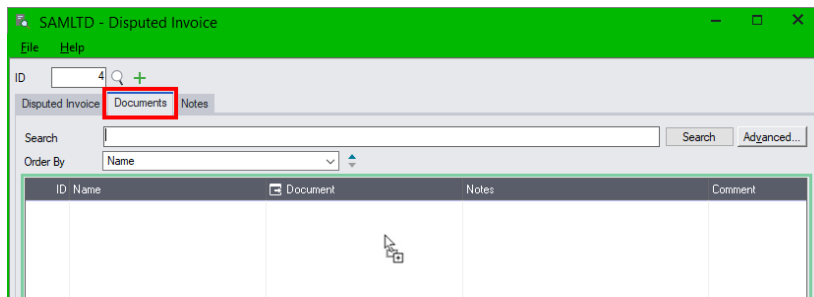 SAMLTD - Disputed Invoice
File Help
ID 4
Disputed Invoice Documents Notes
Search Search Advanced...
Order By Name
ID Name Document Notes Comment